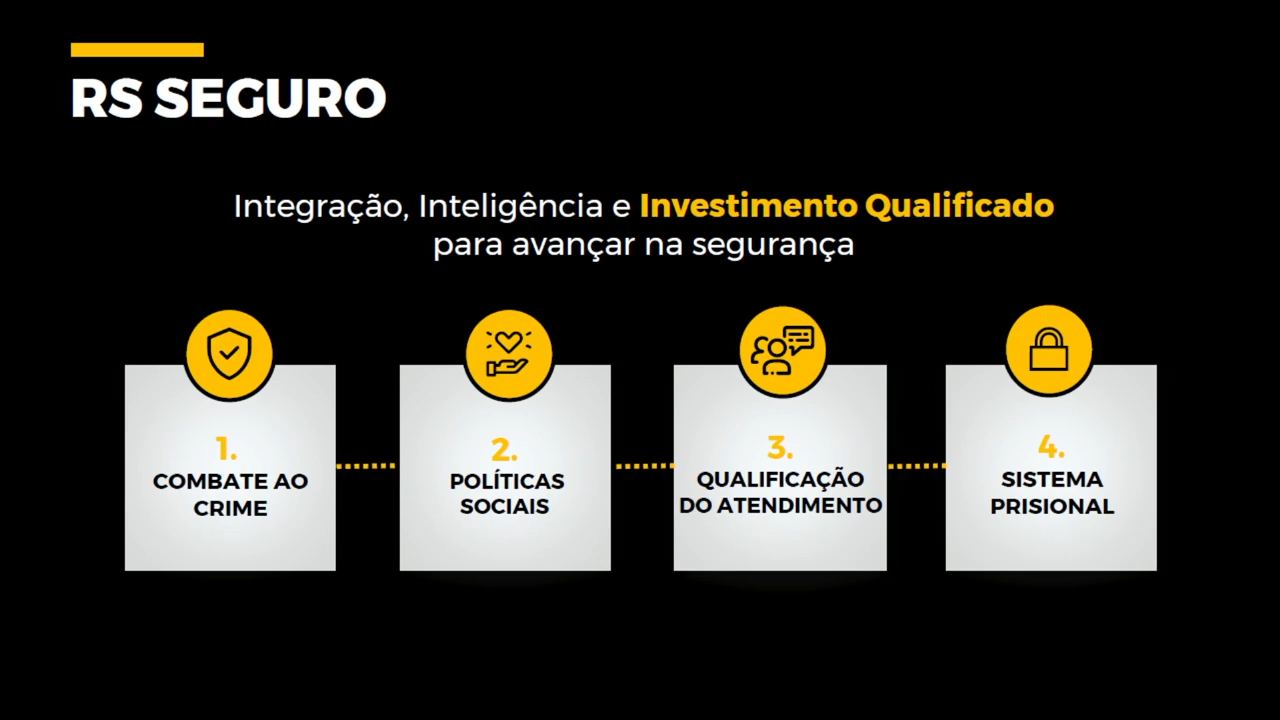 RS SEGURO
Integração, Inteligência e Investimento Qualificado
para avançar na segurança
1.
COMBATE AO
CRIME
2.
POLÍTICAS
SOCIAIS
3.
QUALIFICAÇÃO
DO ATENDIMENTO
4.
SISTEMA
PRISIONAL